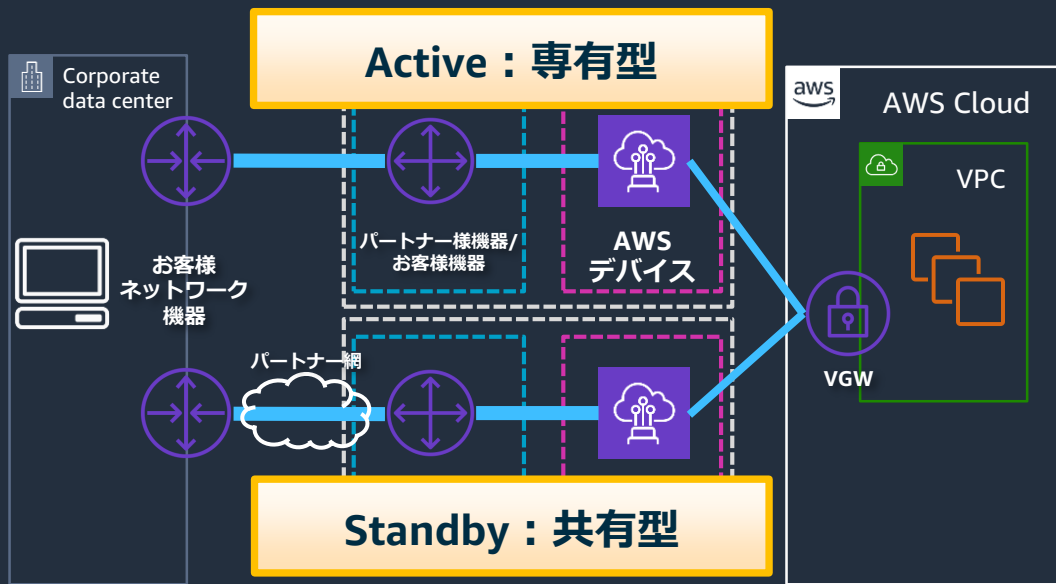 Active：専有型
Corporate
data center
aws
AWS Cloud
VPC
パートナー様機器/
お客様機器
AWS
デバイス
お客様
ネットワーク
機器
パートナー網
VGW
Standby：共有型